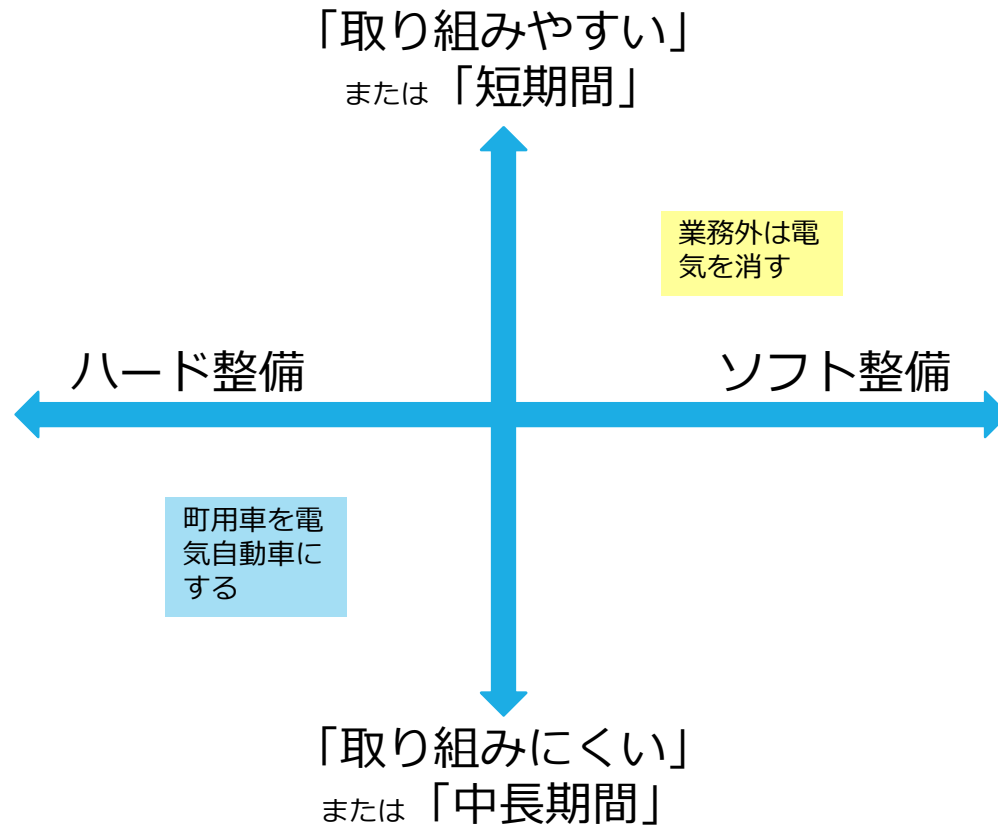 「取り組みやすい」
または「短期間」
業務外は電
気を消す
ハード整備
ソフト整備
町用車を電
気自動車に
する
「取り組みにくい」
または「中長期間」